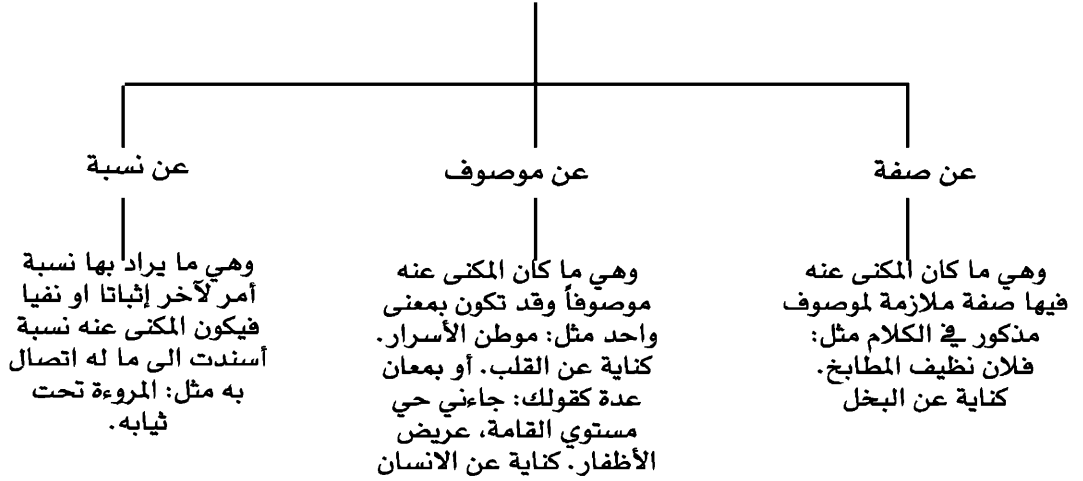 عن صفة
وهي ما كان المكنى عنه
فيها صفة ملازمة لموصوف
مذكور في الكلام مثل:
فلان نظيف المطابخ.
كناية عن البخل
عن موصوف
وهي ما كان المكنى عنه
موصوفاً وقد تكون بمعنى
واحد مثل: موطن الأسرار.
كناية عن القلب. أو بمعان
عدة كقولك: جاءني حي
مستوي القامة، عريض
الأظفار. كناية عن الانسان
عن نسبة
وهي ما يراد بها نسبة
أمر لآخر إثباتا او نفيا
فيكون المكنى عنه نسبة
أسندت الى ما له اتصال
به مثل: المروءة تحت
ثيابه.